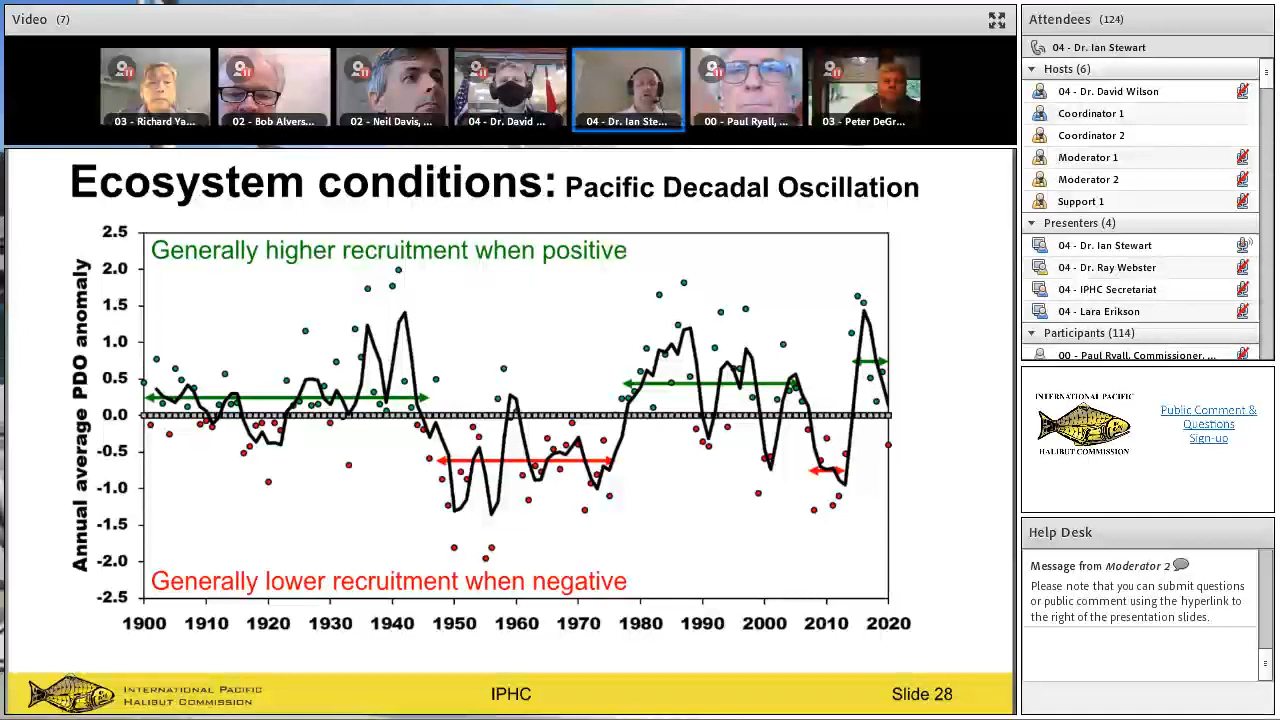 Video (7)
03 - Richard Ya...
02 - Bob Alvers...
02 - Neil Davis, ...
04 - Dr. David ...
04 - Dr. Ian Ste...
00 - Paul Ryall, ...
03 - Peter DeGr...
Ecosystem conditions: Pacific Decadal Oscillation
Generally higher recruitment when positive
Annual average PDO anomaly
2.5
2.0
1.5
1.0
0.5
0.0
-0.5
-1.0
-1.5
-2.0
-2.5
Generally lower recruitment when negative
1900 1910 1920 1930 1940 1950 1960 1970 1980 1990 2000 2010 2020
INTERNATIONAL PACIFIC
HALIBUT COMMISSION
IPHC
Slide 28
Attendees (124)
04 - Dr. Ian Stewart
Hosts (6)
04 - Dr. David Wilson
Coordinator 1
Coordinator 2
Moderator 1
Moderator 2
Support 1
Presenters (4)
04 - Dr. Ian Stewart
04 - Dr. Ray Webster
04 - IPHC Secretariat
04 - Lara Erikson
Participants (114)
00 - Paul Ryall, Commissioner, ...
INTERNATIONAL PACIFIC
HALIBUT COMMISSION
Public Comment &
Questions
Sign-up
Help Desk
Message from Moderator 2
Please note that you can submit questions
or public comment using the hyperlink to
the right of the presentation slides.